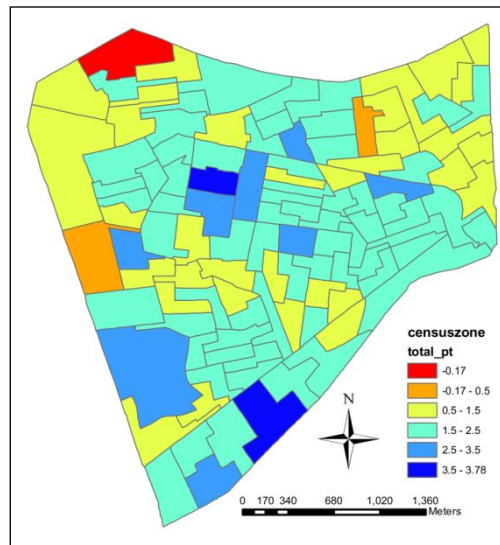 censuszone
total_pt
-0.17
-0.17 - 0.5
0.5 - 1.5
1.5 - 2.5
2.5 - 3.5
3.5 - 3.78
N
0 170 340 680 1,020 1,360
Meters